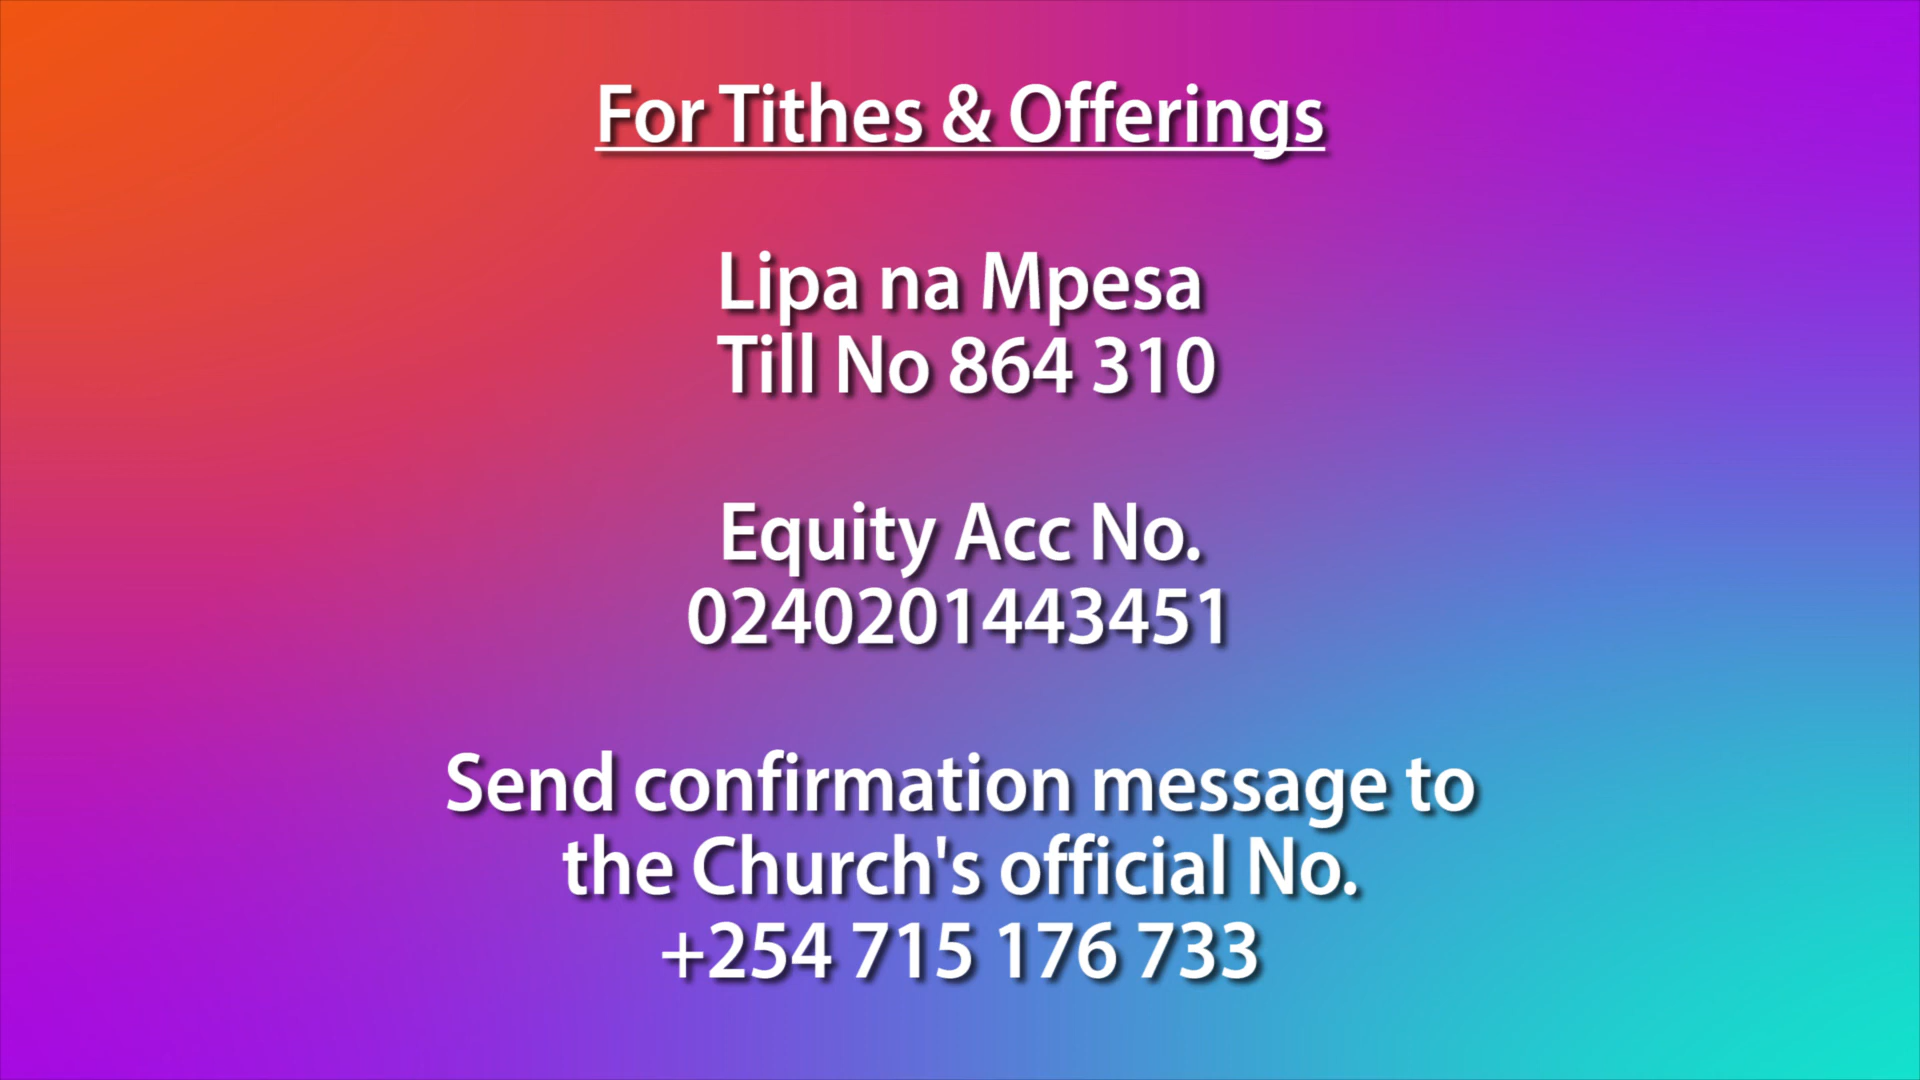 For Tithes & Offerings
Lipa na Mpesa
Till No 864 310
Equity Acc No.
0240201443451
Send confirmation message to
the Church's official No.
+254 715 176 733